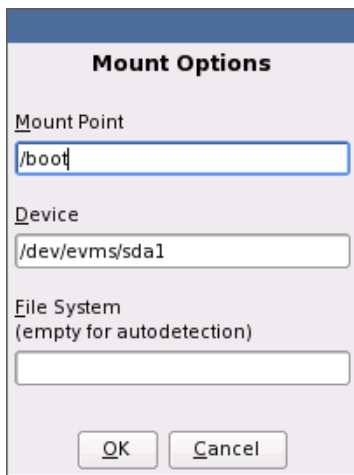 Mount Options
Mount Point
/boot
Device
/dev/evms/sda1
File System
(empty for autodetection)
OK
Cancel